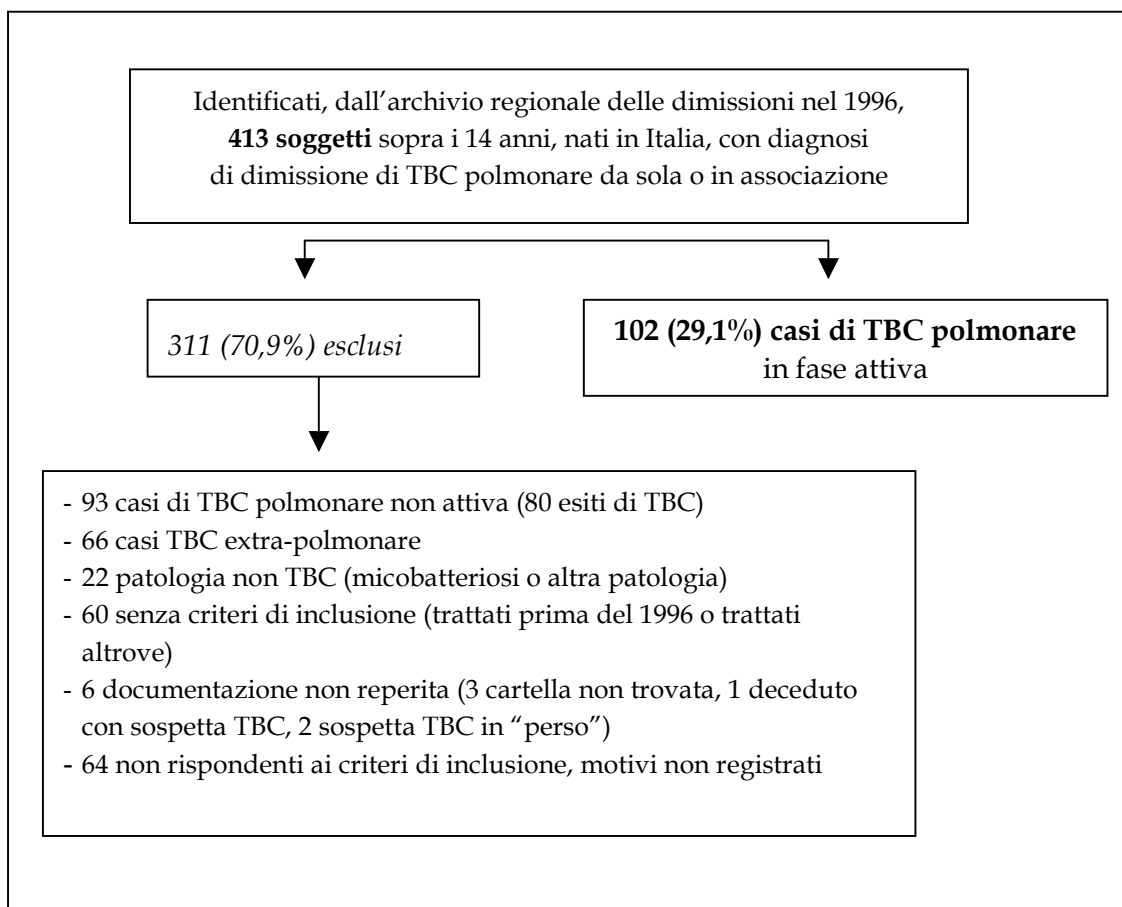 Identificati, dall'archivio regionale delle dimissioni nel 1996,
413 soggetti sopra i 14 anni, nati in Italia, con diagnosi
di dimissione di TBC polmonare da sola o in associazione
311 (70,9%) esclusi
102 (29,1%) casi di TBC polmonare
in fase attiva
- 93 casi di TBC polmonare non attiva (80 esiti di TBC)
- 66 casi TBC extra-polmonare
- 22 patologia non TBC (micobatteriosi o altra patologia)
- 60 senza criteri di inclusione (trattati prima del 1996 o trattati
altrove)
- 6 documentazione non reperita (3 cartella non trovata, 1 deceduto
con sospetta TBC, 2 sospetta TBC in “perso”)
- 64 non rispondenti ai criteri di inclusione, motivi non registrati